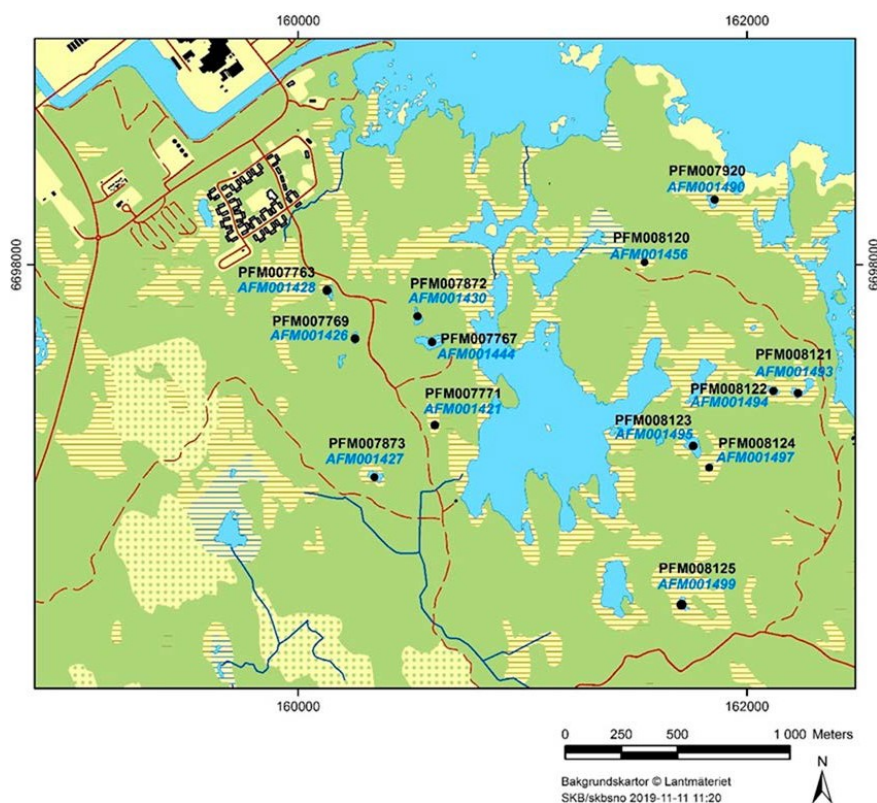 160000
162000
PFM007920
AFM001490
PFM008120
AFM001456
6698000
6698000
PFM007763
AFM001428
PFM007872
AFM001430
PFM007769
AFM001426
PFM007767
AFM001444
PFM008121
AFM001493
PFM008122
AFM001494
PFM007771
AFM001421
PFM008123
AFM001495
PFM007873
AFM001427
PFM008124
AFM001497
PFM008125
AFM001499
160000
162000
0 250 500 1 000 Meters
Bakgrundskartor © Lantmäteriet
SKB/skbsno 2019-11-11 11:20
N